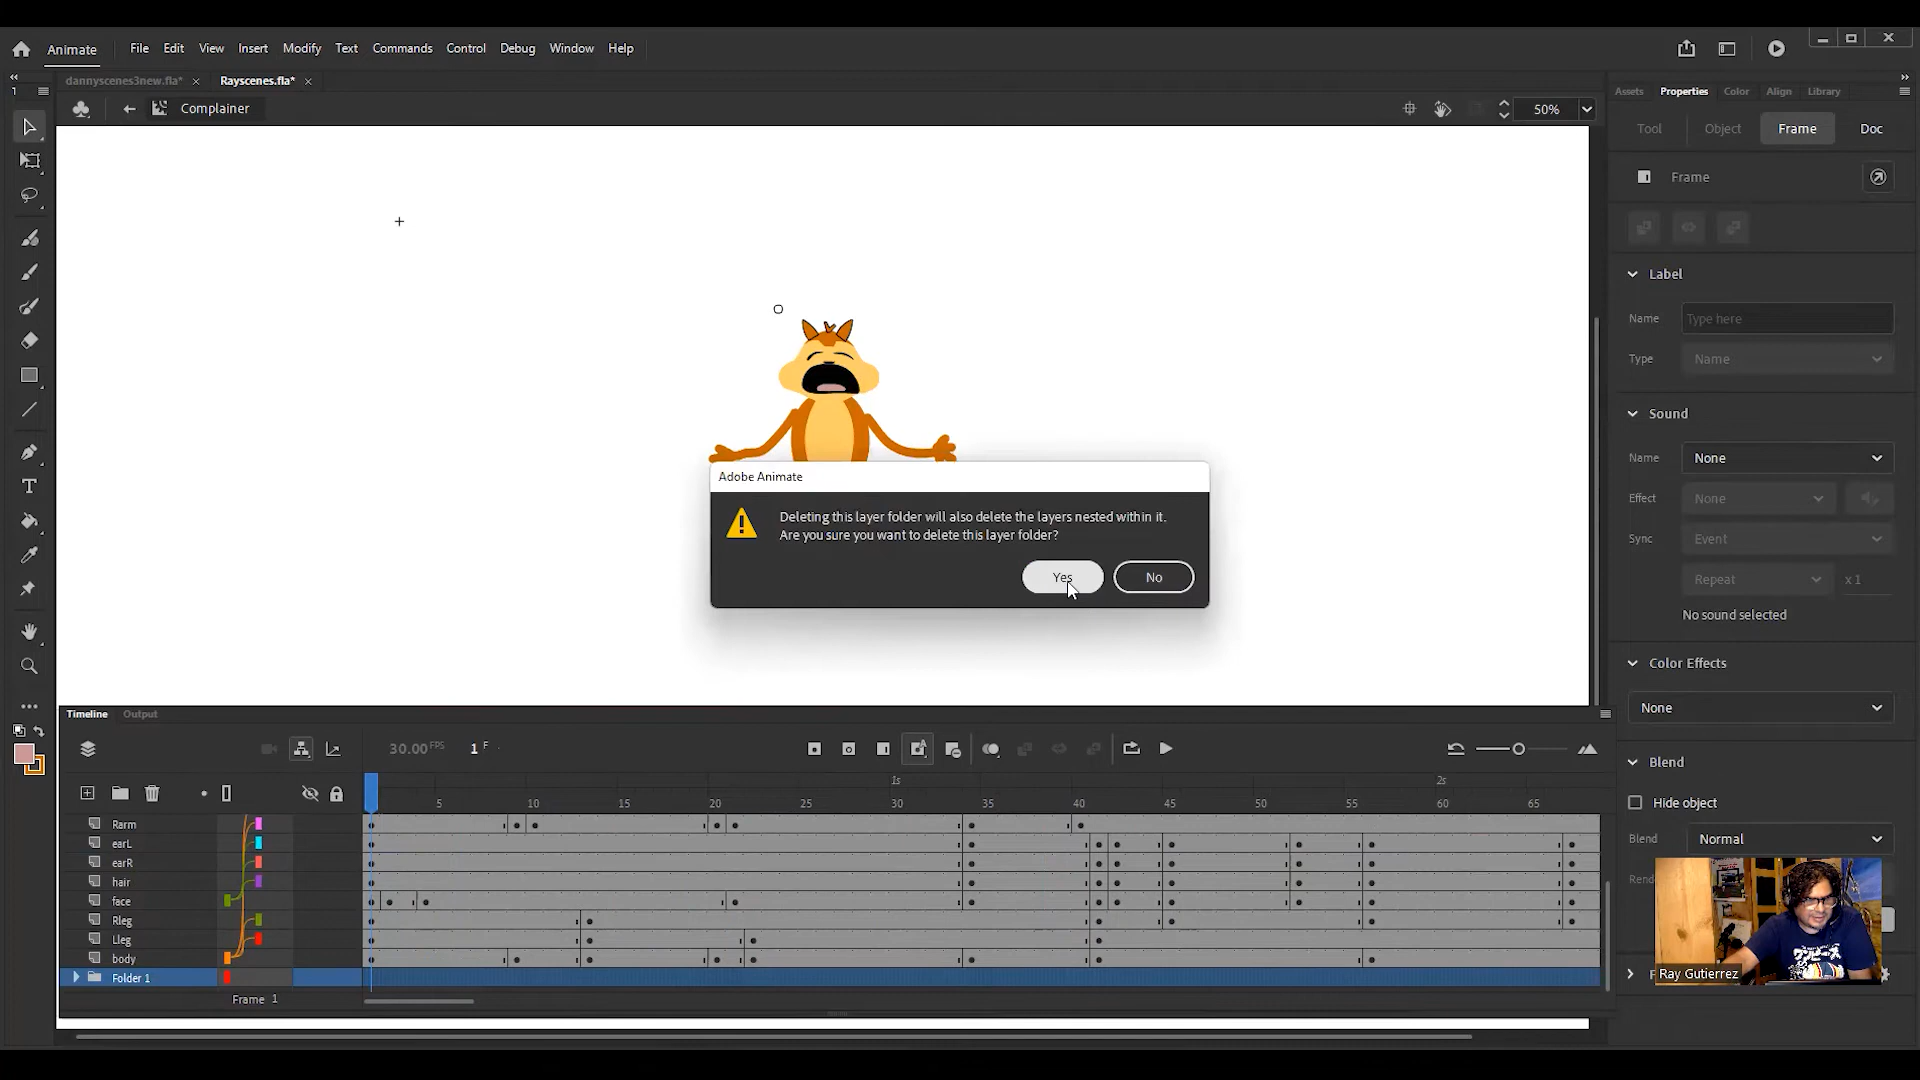 Animate File Edit View Insert Modify Text Commands Control Debug Window Help
dannyscenes3new.fla* × Rayscenes.fla* ×
1
Complainer
50%
Assets Properties Color Align Library
Tool Object Frame Doc
Frame
Label
Name Type here
Type Name
Sound
Name None
Effect None
Sync Event
Repeat x 1
No sound selected
Color Effects
None
Blend
Hide object
Blend Normal
Ray Gutierrez
Adobe Animate
Deleting this layer folder will also delete the layers nested within it.
Are you sure you want to delete this layer folder?
Yes No
Timeline Output
30.00 FPS 1 F
1s 2s
5 10 15 20 25 30 35 40 45 50 55 60 65
Rarm
earL
earR
hair
face
Rleg
Lleg
body
Folder 1
Frame 1